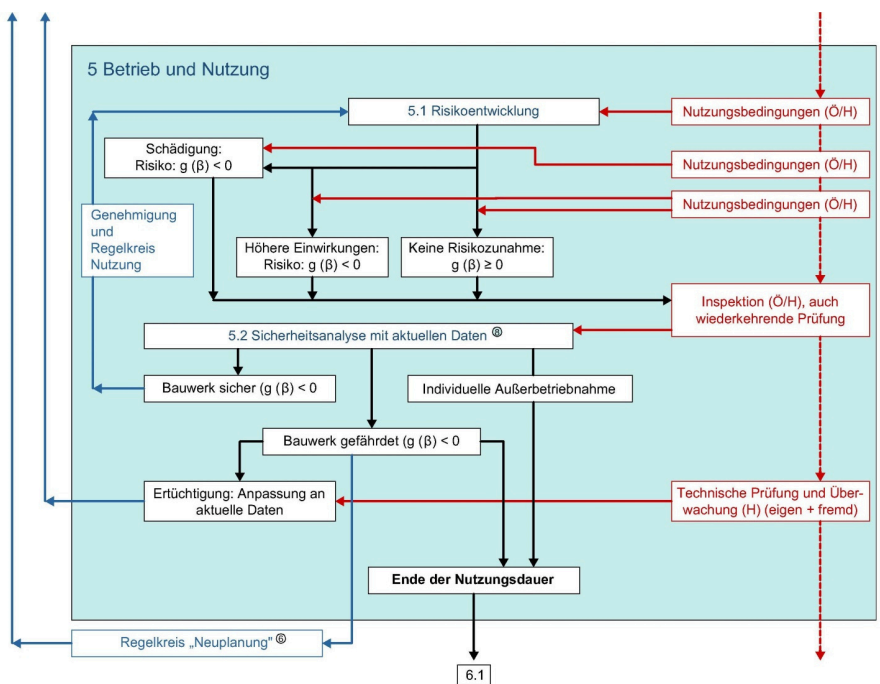 5 Betrieb und Nutzung
5.1 Risikoentwicklung
Nutzungsbedingungen (Ö/H)
Schädigung:
Risiko: g (β) < 0
Nutzungsbedingungen (Ö/H)
Nutzungsbedingungen (Ö/H)
Genehmigung
und
Regelkreis
Nutzung
Höhere Einwirkungen:
Risiko: g (β) < 0
Keine Risikozunahme:
g (β) ≥ 0
Inspektion (Ö/H), auch
wiederkehrende Prüfung
5.2 Sicherheitsanalyse mit aktuellen Daten ⑧
Bauwerk sicher (g (β) < 0
Individuelle Außerbetriebnahme
Bauwerk gefährdet (g (β) < 0
Ertüchtigung: Anpassung an
aktuelle Daten
Technische Prüfung und Über-
wachung (H) (eigen + fremd)
Ende der Nutzungsdauer
Regelkreis „Neuplanung" ⑥
6.1